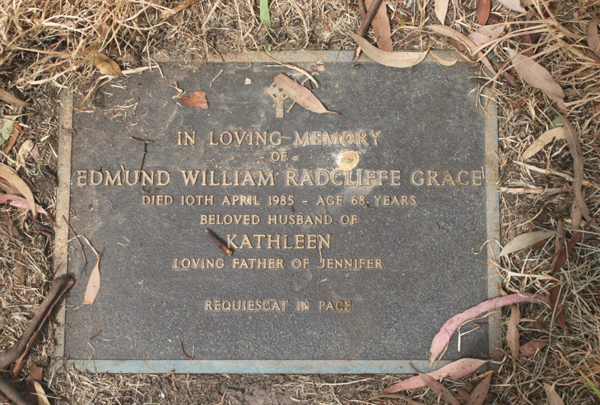 IN LOVING MEMORY
OF
EDMUND WILLIAM RADCLIFFE GRACE
DIED 10TH APRIL 1985 - AGE 68 YEARS
BELOVED HUSBAND OF
KATHLEEN
LOVING FATHER OF JENNIFER
REQUIESCAT IN PACE